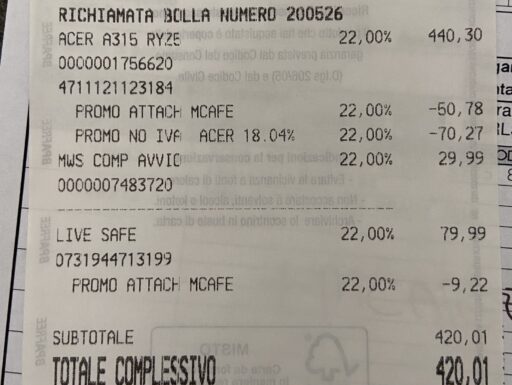 RICHIAMATA BOLLA NUMERO 200526
ACER A315 RYZE 22,00% 440,30
0000001756620
4711121123184
PROMO ATTACH MCAFE 22,00% -50,78
PROMO NO IVA ACER 18.04% 22,00% -70,27
MWS COMP AVVIC 22,00% 29,99
0000007483720
LIVE SAFE 22,00% 79,99
0731944713199
PROMO ATTACH MCAFE 22,00% -9,22
SUBTOTALE 420,01
TOTALE COMPLESSIVO 420,01